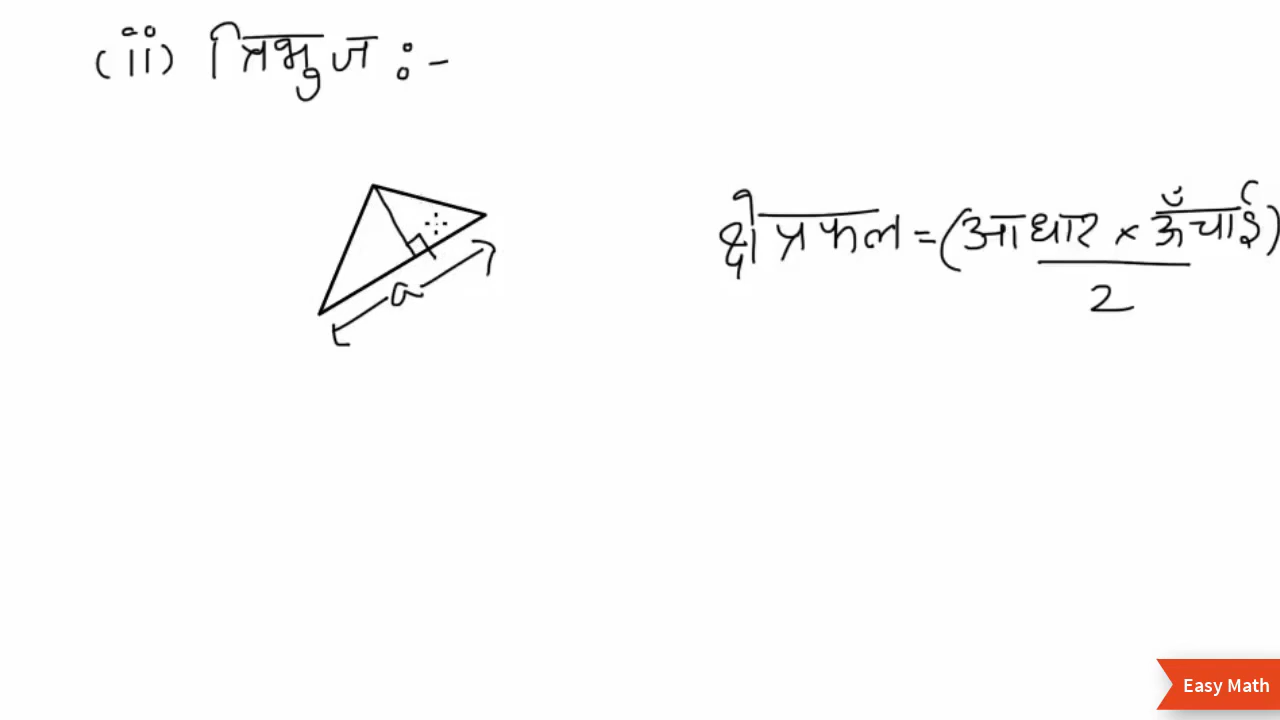 (ii) त्रिभुज :-
क्षेत्रफल = (आधार × ऊँचाई)
2
a
Easy Math